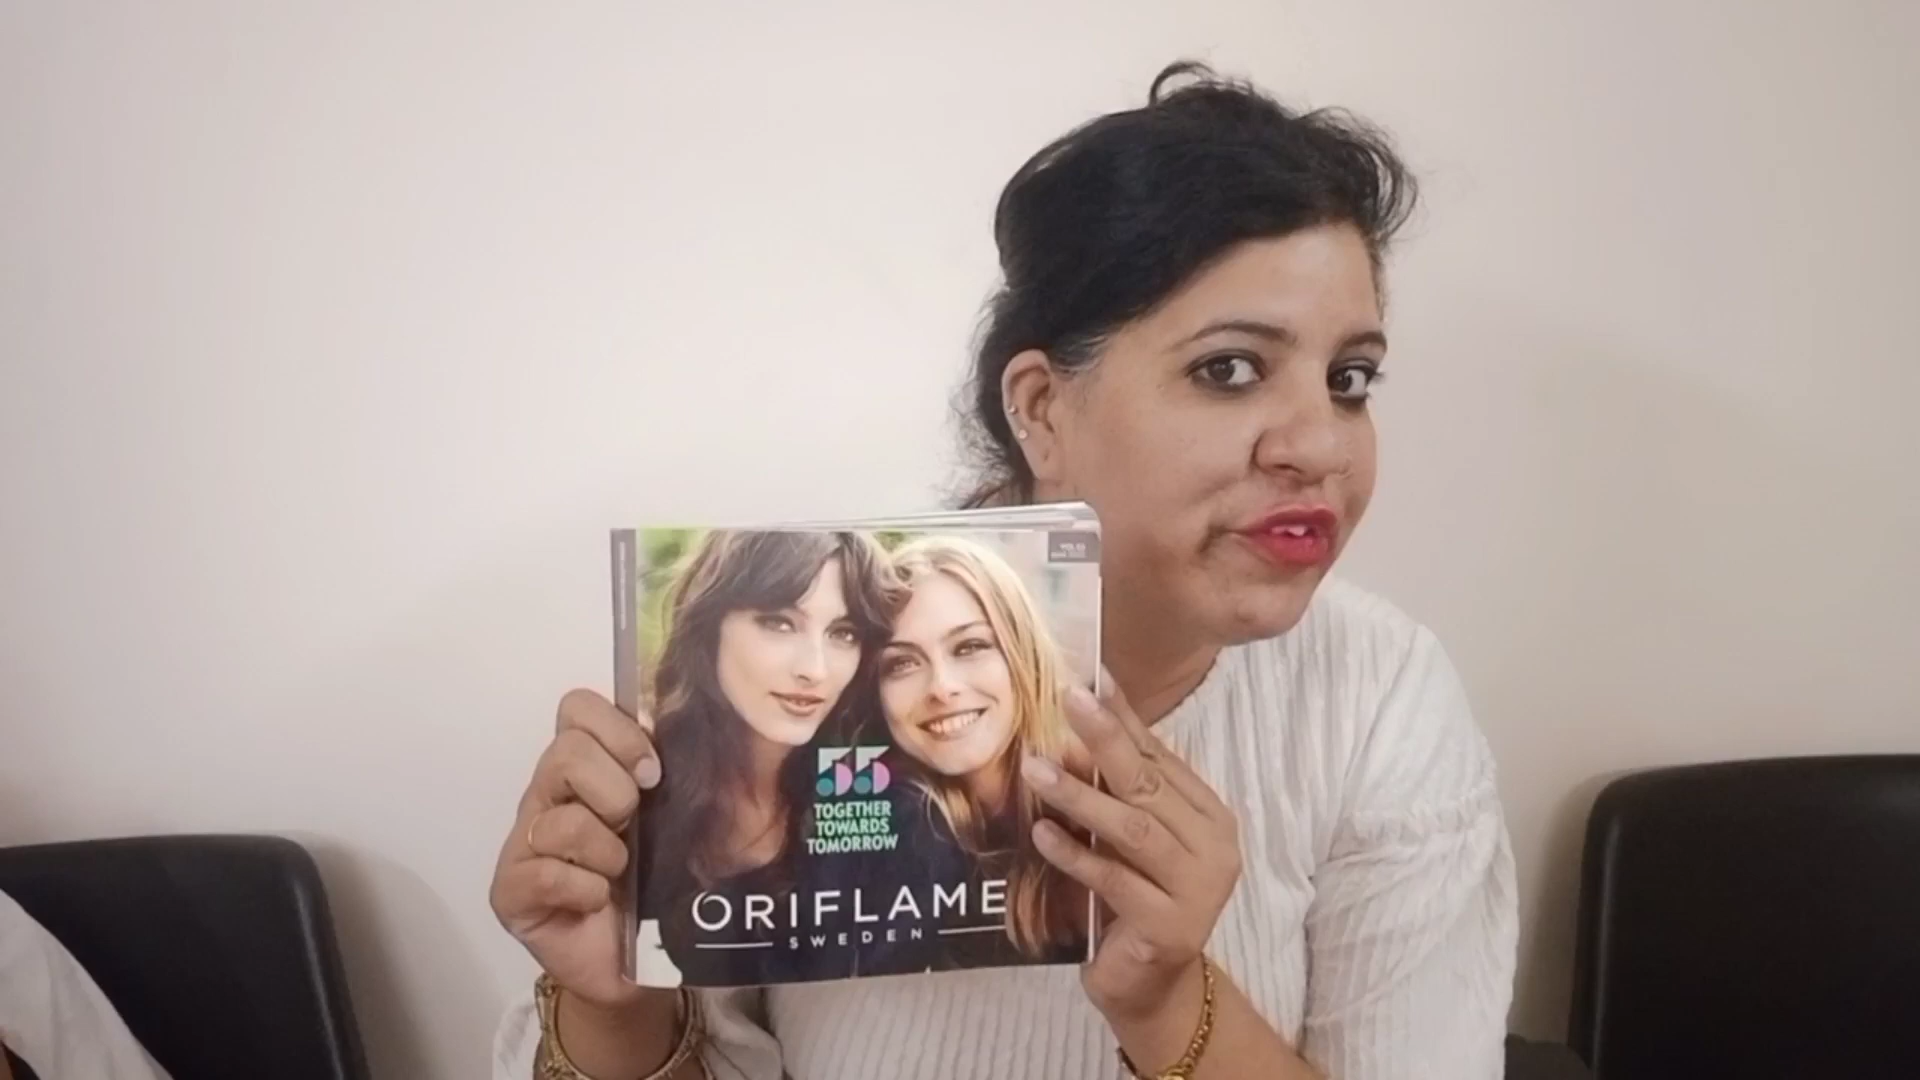 55
TOGETHER
TOWARDS
TOMORROW
ORIFLAME
SWEDEN